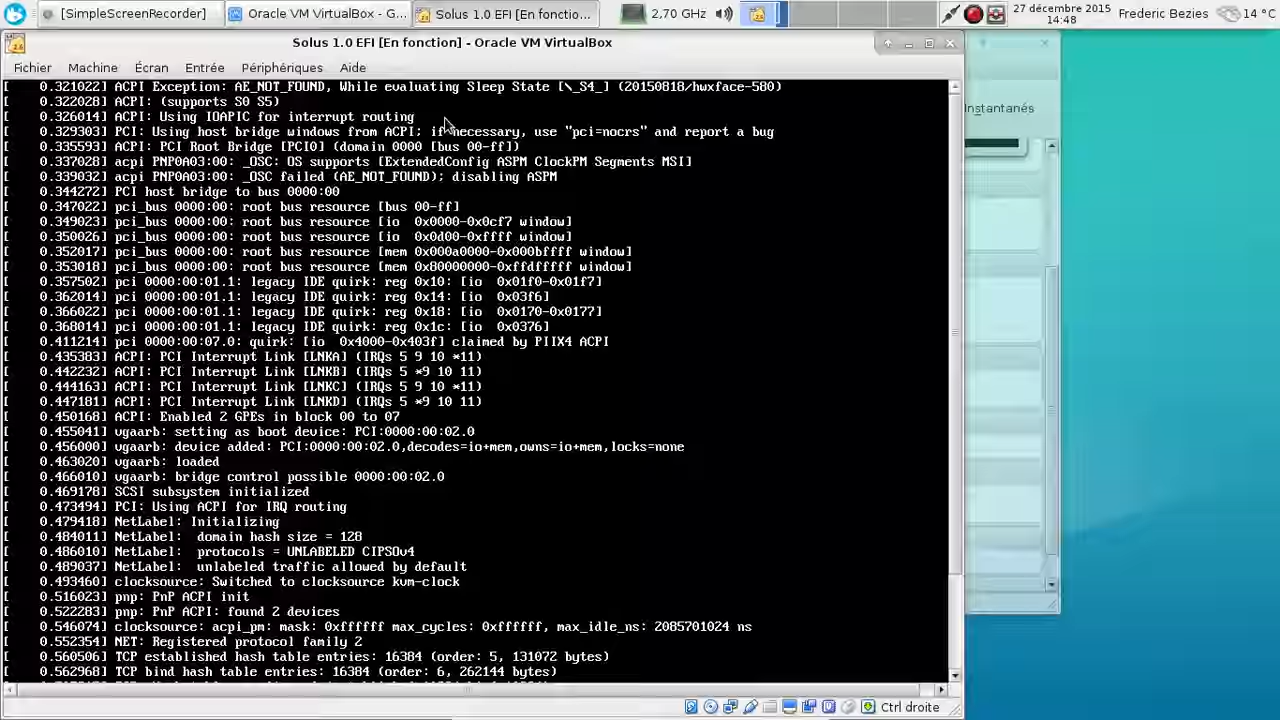 [SimpleScreenRecorder]
Oracle VM VirtualBox - G...
Solus 1.0 EFI [En fonctio...
2,70 GHz
27 décembre 2015
14:48
Frederic Bezies
14 °C
Solus 1.0 EFI [En fonction] - Oracle VM VirtualBox
Fichier Machine Écran Entrée Périphériques Aide
Instantanés
[    0.321022] ACPI Exception: AE_NOT_FOUND, While evaluating Sleep State [\_S4_] (20150818/hwxface-580)
[    0.322028] ACPI: (supports S0 S5)
[    0.326014] ACPI: Using IOAPIC for interrupt routing
[    0.329303] PCI: Using host bridge windows from ACPI; if necessary, use "pci=nocrs" and report a bug
[    0.335593] ACPI: PCI Root Bridge [PCI0] (domain 0000 [bus 00-ff])
[    0.337028] acpi PNP0A03:00: _OSC: OS supports [ExtendedConfig ASPM ClockPM Segments MSI]
[    0.339032] acpi PNP0A03:00: _OSC failed (AE_NOT_FOUND); disabling ASPM
[    0.344272] PCI host bridge to bus 0000:00
[    0.347022] pci_bus 0000:00: root bus resource [bus 00-ff]
[    0.349023] pci_bus 0000:00: root bus resource [io  0x0000-0x0cf7 window]
[    0.350026] pci_bus 0000:00: root bus resource [io  0x0d00-0xffff window]
[    0.352017] pci_bus 0000:00: root bus resource [mem 0x000a0000-0x000bffff window]
[    0.353018] pci_bus 0000:00: root bus resource [mem 0x80000000-0xffdfffff window]
[    0.357502] pci 0000:00:01.1: legacy IDE quirk: reg 0x10: [io  0x01f0-0x01f7]
[    0.362014] pci 0000:00:01.1: legacy IDE quirk: reg 0x14: [io  0x03f6]
[    0.366022] pci 0000:00:01.1: legacy IDE quirk: reg 0x18: [io  0x0170-0x0177]
[    0.368014] pci 0000:00:01.1: legacy IDE quirk: reg 0x1c: [io  0x0376]
[    0.411214] pci 0000:00:07.0: quirk: [io  0x4000-0x403f] claimed by PIIX4 ACPI
[    0.435383] ACPI: PCI Interrupt Link [LNKA] (IRQs 5 9 10 *11)
[    0.442232] ACPI: PCI Interrupt Link [LNKB] (IRQs 5 *9 10 11)
[    0.444163] ACPI: PCI Interrupt Link [LNKC] (IRQs 5 9 10 *11)
[    0.447181] ACPI: PCI Interrupt Link [LNKD] (IRQs 5 *9 10 11)
[    0.450168] ACPI: Enabled 2 GPEs in block 00 to 07
[    0.455041] vgaarb: setting as boot device: PCI:0000:00:02.0
[    0.456000] vgaarb: device added: PCI:0000:00:02.0,decodes=io+mem,owns=io+mem,locks=none
[    0.463020] vgaarb: loaded
[    0.466010] vgaarb: bridge control possible 0000:00:02.0
[    0.469178] SCSI subsystem initialized
[    0.473494] PCI: Using ACPI for IRQ routing
[    0.479418] NetLabel: Initializing
[    0.484011] NetLabel:  domain hash size = 128
[    0.486010] NetLabel:  protocols = UNLABELED CIPSOv4
[    0.489037] NetLabel:  unlabeled traffic allowed by default
[    0.493460] clocksource: Switched to clocksource kvm-clock
[    0.516023] pnp: PnP ACPI init
[    0.522283] pnp: PnP ACPI: found 2 devices
[    0.546074] clocksource: acpi_pm: mask: 0xffffff max_cycles: 0xffffff, max_idle_ns: 2085701024 ns
[    0.552354] NET: Registered protocol family 2
[    0.560506] TCP established hash table entries: 16384 (order: 5, 131072 bytes)
[    0.562568] TCP bind hash table entries: 16384 (order: 6, 262144 bytes)
Ctrl droite